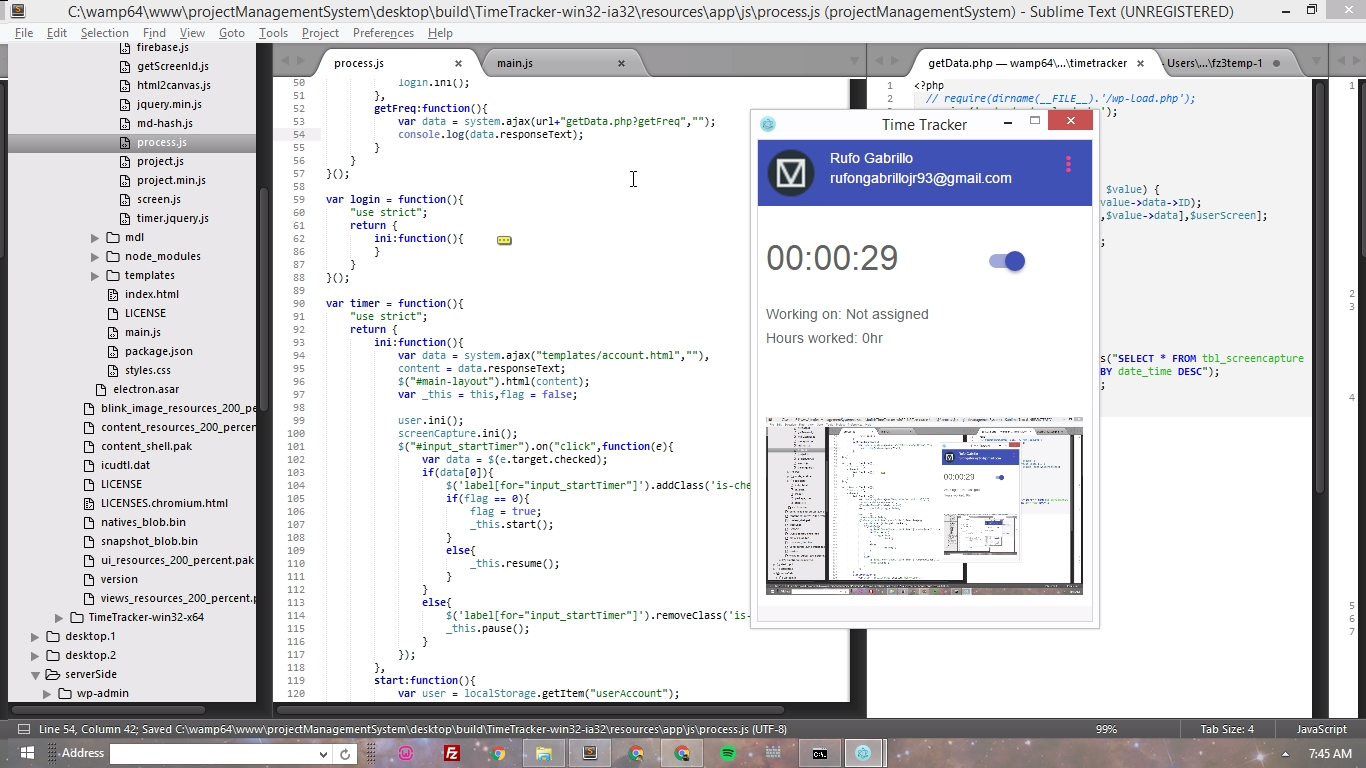 C:\wamp64\www\projectManagementSystem\desktop\build\TimeTracker-win32-ia32\resources\app\js\process.js (projectManagementSystem) - Sublime Text (UNREGISTERED)
File Edit Selection Find View Goto Tools Project Preferences Help
firebase.js
getScreenId.js
html2canvas.js
jquery.min.js
md-hash.js
process.js
project.js
project.min.js
screen.js
timer.jquery.js
mdl
node_modules
templates
index.html
LICENSE
main.js
package.json
styles.css
electron.asar
blink_image_resources_200_pe
content_resources_200_percen
content_shell.pak
icudtl.dat
LICENSE
LICENSES.chromium.html
natives_blob.bin
snapshot_blob.bin
ui_resources_200_percent.pak
version
views_resources_200_percent.p
TimeTracker-win32-x64
desktop.1
desktop.2
serverSide
wp-admin
process.js × main.js ×
50 login.ini();
51 },
52 getFreq:function(){
53 var data = system.ajax(url+"getData.php?getFreq","");
54 console.log(data.responseText);
55 }
56 }
57 }();
58
59 var login = function(){
60 "use strict";
61 return {
62 ini:function(){
86 }
87 }
88 }();
89
90 var timer = function(){
91 "use strict";
92 return {
93 ini:function(){
94 var data = system.ajax("templates/account.html",""),
95 content = data.responseText;
96 $("#main-layout").html(content);
97 var _this = this,flag = false;
98
99 user.ini();
100 screenCapture.ini();
101 $("#input_startTimer").on("click",function(e){
102 var data = $(e.target.checked);
103 if(data[0]){
104 $('label[for="input_startTimer"]').addClass('is-che
105 if(flag == 0){
106 flag = true;
107 _this.start();
108 }
109 else{
110 _this.resume();
111 }
112 }
113 else{
114 $('label[for="input_startTimer"]').removeClass('is-
115 _this.pause();
116 }
117 });
118 },
119 start:function(){
120 var user = localStorage.getItem("userAccount");
getData.php — wamp64\...\timetracker × Users\...\fz3temp-1
1 <?php
2 // require(dirname(__FILE__).'/wp-load.php');
');
$value) {
value->data->ID);
,$value->data],$userScreen];
;
s("SELECT * FROM tbl_screencapture
BY date_time DESC");
;
1
2
3
4
5
6
7
Time Tracker
Rufo Gabrillo
rufongabrillojr93@gmail.com
00:00:29
Working on: Not assigned
Hours worked: 0hr
00:00:29
Line 54, Column 42; Saved C:\wamp64\www\projectManagementSystem\desktop\build\TimeTracker-win32-ia32\resources\app\js\process.js (UTF-8) 99% Tab Size: 4 JavaScript
Address 7:45 AM